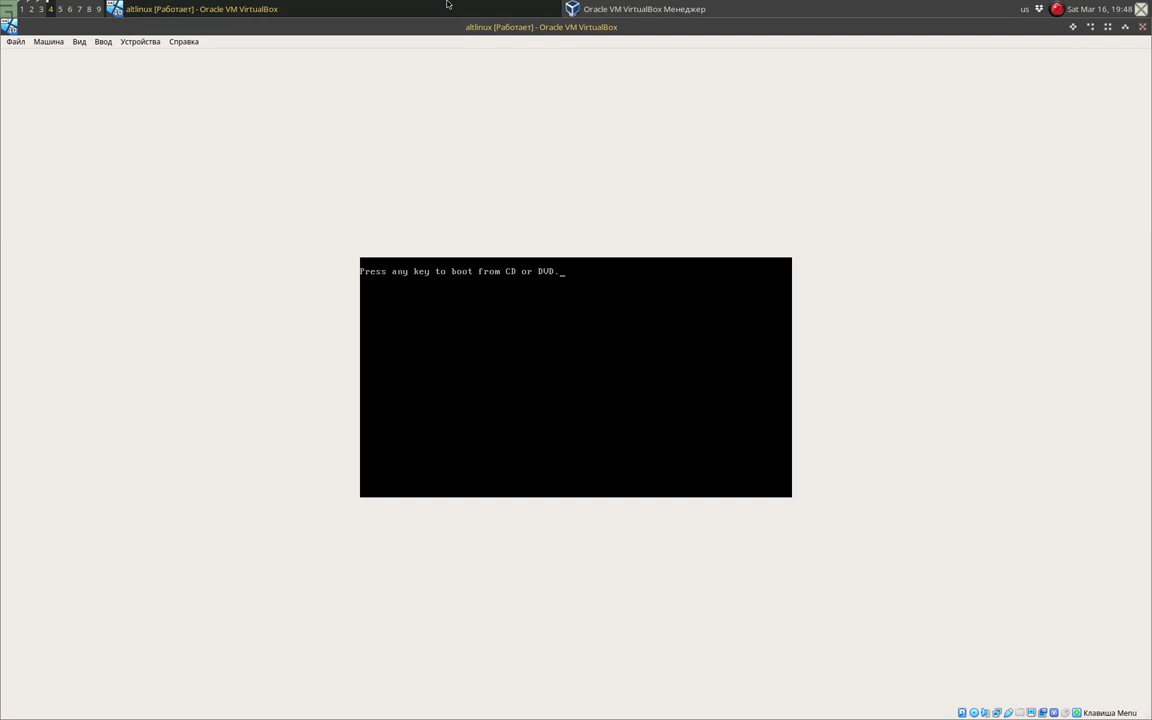 1 2 3 4 5 6 7 8 9 altlinux [Работает] - Oracle VM VirtualBox Oracle VM VirtualBox Менеджер us Sat Mar 16, 19:48
altlinux [Работает] - Oracle VM VirtualBox
Файл Машина Вид Ввод Устройства Справка
Press any key to boot from CD or DVD._
Клавиша Menu